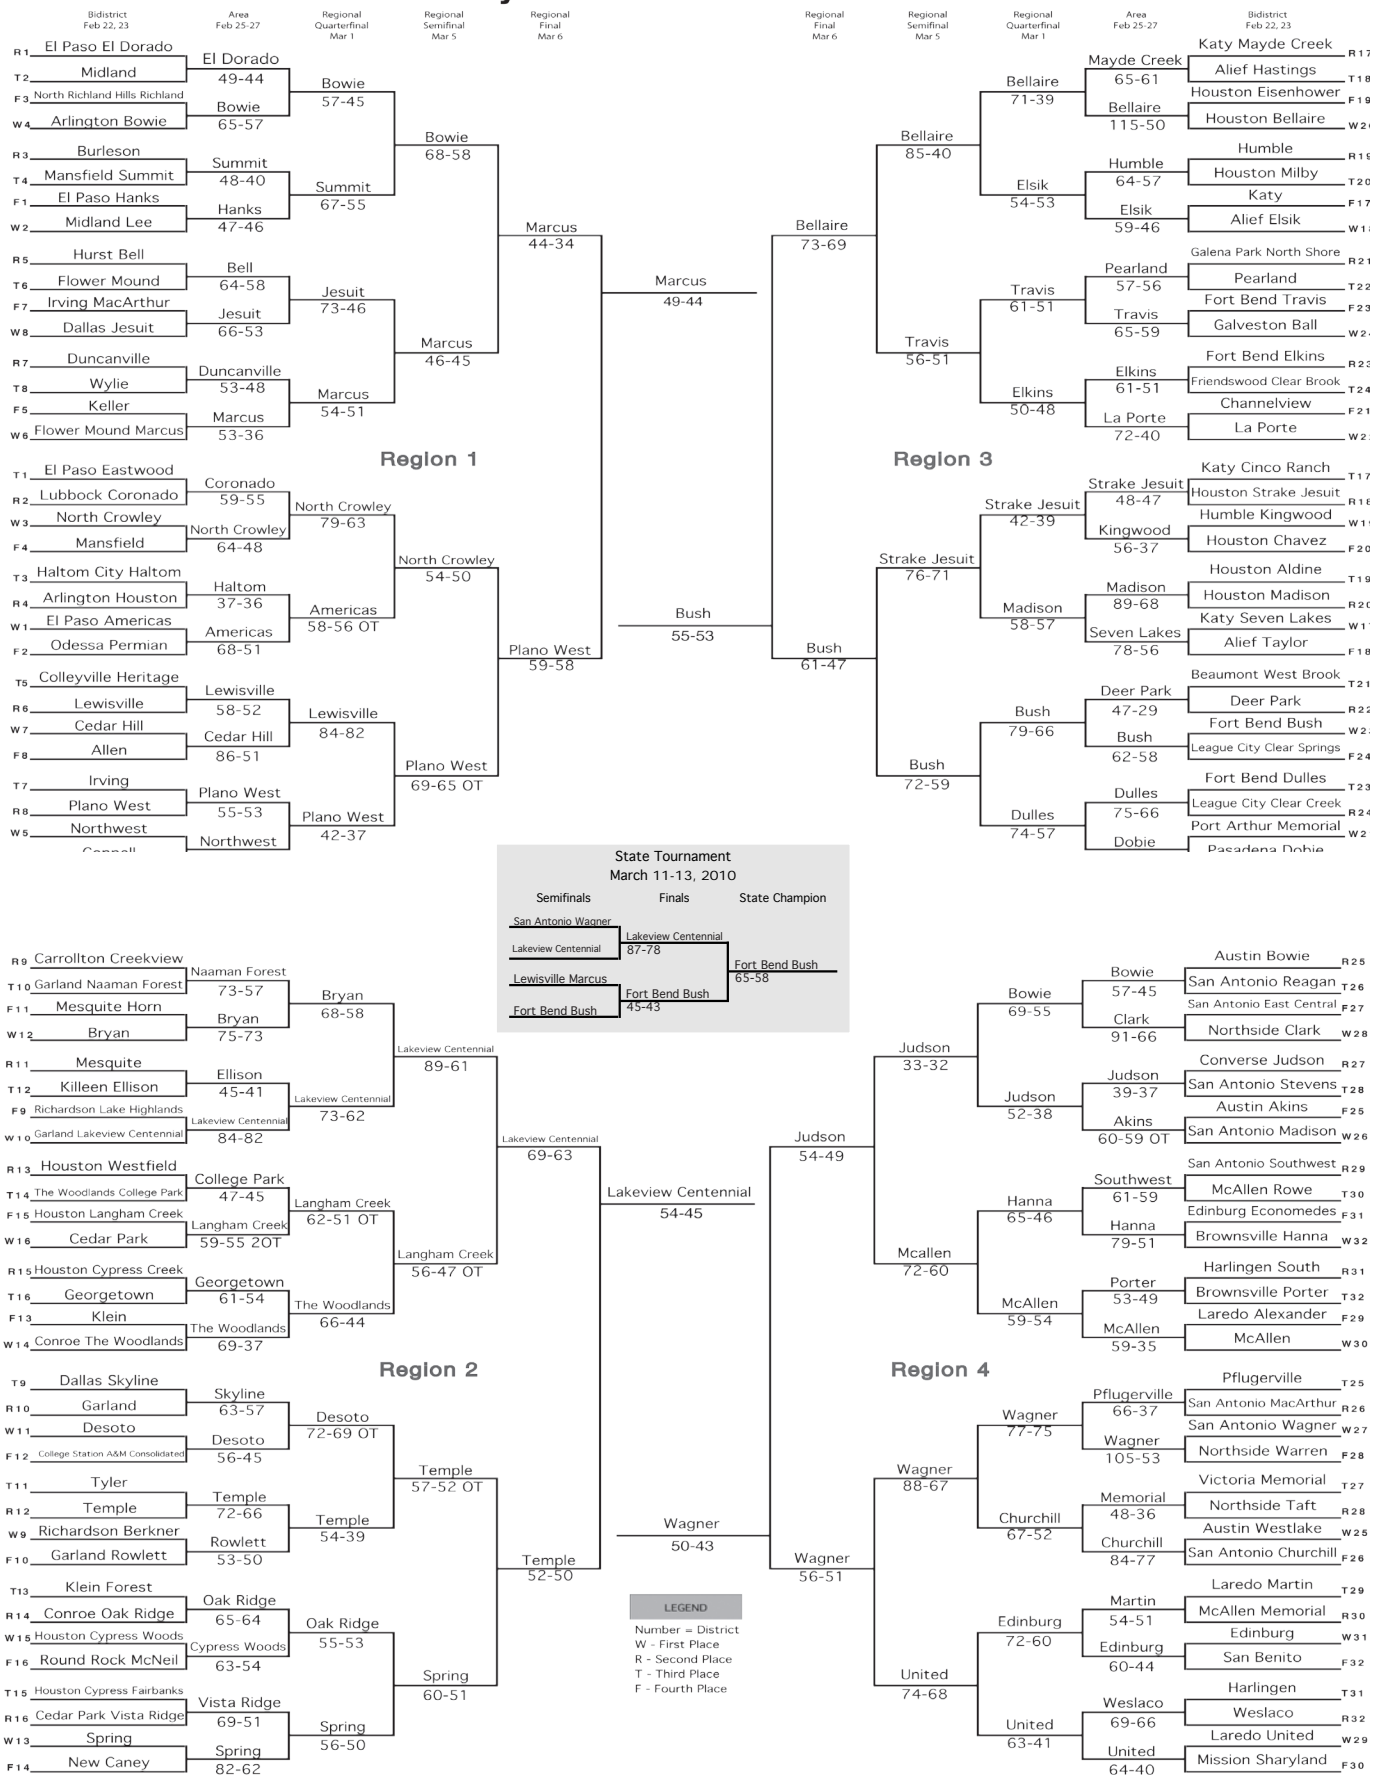 Bidistrict
Feb 22, 23
Area
Feb 25-27
Regional
Quarterfinal
Mar 1
Regional
Semifinal
Mar 5
Regional
Final
Mar 6
Regional
Final
Mar 6
Regional
Semifinal
Mar 5
Regional
Quarterfinal
Mar 1
Area
Feb 25-27
Bidistrict
Feb 22, 23
R1 El Paso El Dorado
T2 Midland
F3 North Richland Hills Richland
W4 Arlington Bowie
R3 Burleson
T4 Mansfield Summit
F1 El Paso Hanks
W2 Midland Lee
R5 Hurst Bell
T6 Flower Mound
F7 Irving MacArthur
W8 Dallas Jesuit
R7 Duncanville
T8 Wylie
F5 Keller
W6 Flower Mound Marcus
El Dorado
49-44
Bowie
65-57
Summit
48-40
Hanks
47-46
Bell
64-58
Jesuit
66-53
Duncanville
53-48
Marcus
53-36
Bowie
57-45
Summit
67-55
Jesuit
73-46
Marcus
54-51
Bowie
68-58
Marcus
46-45
Marcus
44-34
Marcus
49-44
Region 1
T1 El Paso Eastwood
R2 Lubbock Coronado
W3 North Crowley
F4 Mansfield
T3 Haltom City Haltom
R4 Arlington Houston
W1 El Paso Americas
F2 Odessa Permian
T5 Colleyville Heritage
R6 Lewisville
W7 Cedar Hill
F8 Allen
T7 Irving
R8 Plano West
W5 Northwest
Coronado
59-55
North Crowley
64-48
Haltom
37-36
Americas
68-51
Lewisville
58-52
Cedar Hill
86-51
Plano West
55-53
Northwest
North Crowley
79-63
Americas
58-56 OT
Lewisville
84-82
Plano West
42-37
North Crowley
54-50
Plano West
69-65 OT
Plano West
59-58
Katy Mayde Creek R17
Alief Hastings T18
Houston Eisenhower F19
Houston Bellaire
Humble
Houston Milby T20
Katy F17
Alief Elsik
Galena Park North Shore R21
Pearland T22
Fort Bend Travis F23
Galveston Ball
Fort Bend Elkins
Friendswood Clear Brook T24
Channelview F21
La Porte
Mayde Creek
65-61
Bellaire
115-50
Humble
64-57
Elsik
59-46
Pearland
57-56
Travis
65-59
Elkins
61-51
La Porte
72-40
Bellaire
71-39
Elsik
54-53
Travis
61-51
Elkins
50-48
Bellaire
85-40
Travis
56-51
Bellaire
73-69
Region 3
Katy Cinco Ranch T17
Houston Strake Jesuit
Humble Kingwood
Houston Chavez F20
Houston Aldine T19
Houston Madison
Katy Seven Lakes
Alief Taylor F18
Beaumont West Brook T21
Deer Park R22
Fort Bend Bush
League City Clear Springs F24
Fort Bend Dulles T23
League City Clear Creek R24
Port Arthur Memorial W2
Pasadena Dobie
Strake Jesuit
48-47
Kingwood
56-37
Madison
89-68
Seven Lakes
78-56
Deer Park
47-29
Bush
62-58
Dulles
75-66
Dobie
Strake Jesuit
42-39
Madison
58-57
Bush
79-66
Dulles
74-57
Strake Jesuit
76-71
Bush
72-59
Bush
61-47
Bush
55-53
State Tournament
March 11-13, 2010
Semifinals Finals State Champion
San Antonio Wagner
Lakeview Centennial
Lewisville Marcus
Fort Bend Bush
Lakeview Centennial
87-78
Fort Bend Bush
45-43
Fort Bend Bush
65-58
R9 Carrollton Creekview
T10 Garland Naaman Forest
F11 Mesquite Horn
W12 Bryan
R11 Mesquite
T12 Killeen Ellison
F9 Richardson Lake Highlands
W10 Garland Lakeview Centennial
R13 Houston Westfield
T14 The Woodlands College Park
F15 Houston Langham Creek
W16 Cedar Park
R15 Houston Cypress Creek
T16 Georgetown
F13 Klein
W14 Conroe The Woodlands
Naaman Forest
73-57
Bryan
75-73
Ellison
45-41
Lakeview Centennial
84-82
College Park
47-45
Langham Creek
59-55 2OT
Georgetown
61-54
The Woodlands
69-37
Bryan
68-58
Lakeview Centennial
73-62
Langham Creek
62-51 OT
The Woodlands
66-44
Lakeview Centennial
89-61
Langham Creek
56-47 OT
Lakeview Centennial
69-63
Lakeview Centennial
54-45
Region 2
T9 Dallas Skyline
R10 Garland
W11 Desoto
F12 College Station A&M Consolidated
T11 Tyler
R12 Temple
W9 Richardson Berkner
F10 Garland Rowlett
T13 Klein Forest
R14 Conroe Oak Ridge
W15 Houston Cypress Woods
F16 Round Rock McNeil
T15 Houston Cypress Fairbanks
R16 Cedar Park Vista Ridge
W13 Spring
F14 New Caney
Skyline
63-57
Desoto
56-45
Temple
72-66
Rowlett
53-50
Oak Ridge
65-64
Cypress Woods
63-54
Vista Ridge
69-51
Spring
82-62
Desoto
72-69 OT
Temple
54-39
Oak Ridge
55-53
Spring
56-50
Temple
57-52 OT
Spring
60-51
Temple
52-50
Austin Bowie R25
San Antonio Reagan T26
San Antonio East Central F27
Northside Clark W28
Converse Judson R27
San Antonio Stevens T28
Austin Akins F25
San Antonio Madison W26
San Antonio Southwest R29
McAllen Rowe T30
Edinburg Economedes F31
Brownsville Hanna W32
Harlingen South R31
Brownsville Porter T32
Laredo Alexander F29
McAllen W30
Bowie
57-45
Clark
91-66
Judson
39-37
Akins
60-59 OT
Southwest
61-59
Hanna
79-51
Porter
53-49
McAllen
59-35
Bowie
69-55
Judson
52-38
Hanna
65-46
McAllen
59-54
Judson
33-32
Mcallen
72-60
Judson
54-49
Region 4
Pflugerville T25
San Antonio MacArthur R26
San Antonio Wagner W27
Northside Warren F28
Victoria Memorial T27
Northside Taft R28
Austin Westlake W25
San Antonio Churchill F26
Laredo Martin T29
McAllen Memorial R30
Edinburg W31
San Benito F32
Harlingen T31
Weslaco R32
Laredo United W29
Mission Sharyland F30
Pflugerville
66-37
Wagner
105-53
Memorial
48-36
Churchill
84-77
Martin
54-51
Edinburg
60-44
Weslaco
69-66
United
64-40
Wagner
77-75
Churchill
67-52
Edinburg
72-60
United
63-41
Wagner
88-67
United
74-68
Wagner
56-51
Wagner
50-43
LEGEND
Number = District
W - First Place
R - Second Place
T - Third Place
F - Fourth Place